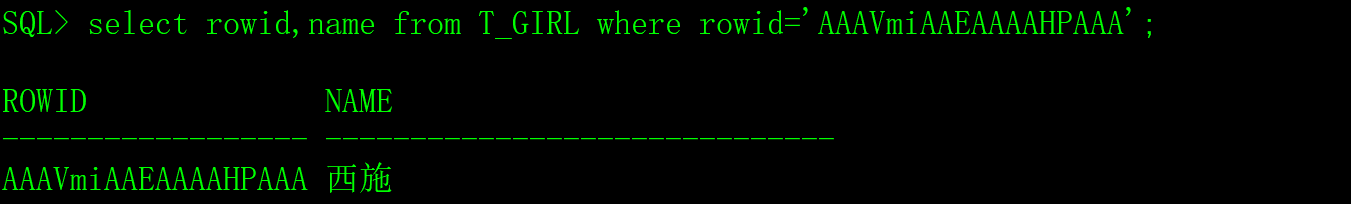 SQL> select rowid,name from T_GIRL where rowid='AAAVmiAAEAAAAHPAAA';
ROWID NAME
------------------ ------------------------------
AAAVmiAAEAAAAHPAAA 西施